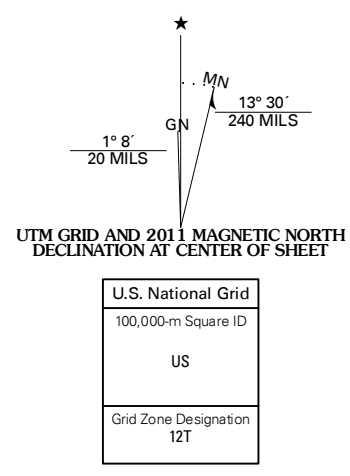 ★
MN
13° 30´
240 MILS
GN
1° 8´
20 MILS
UTM GRID AND 2011 MAGNETIC NORTH
DECLINATION AT CENTER OF SHEET
U.S. National Grid
100,000-m Square ID
US
Grid Zone Designation
12T